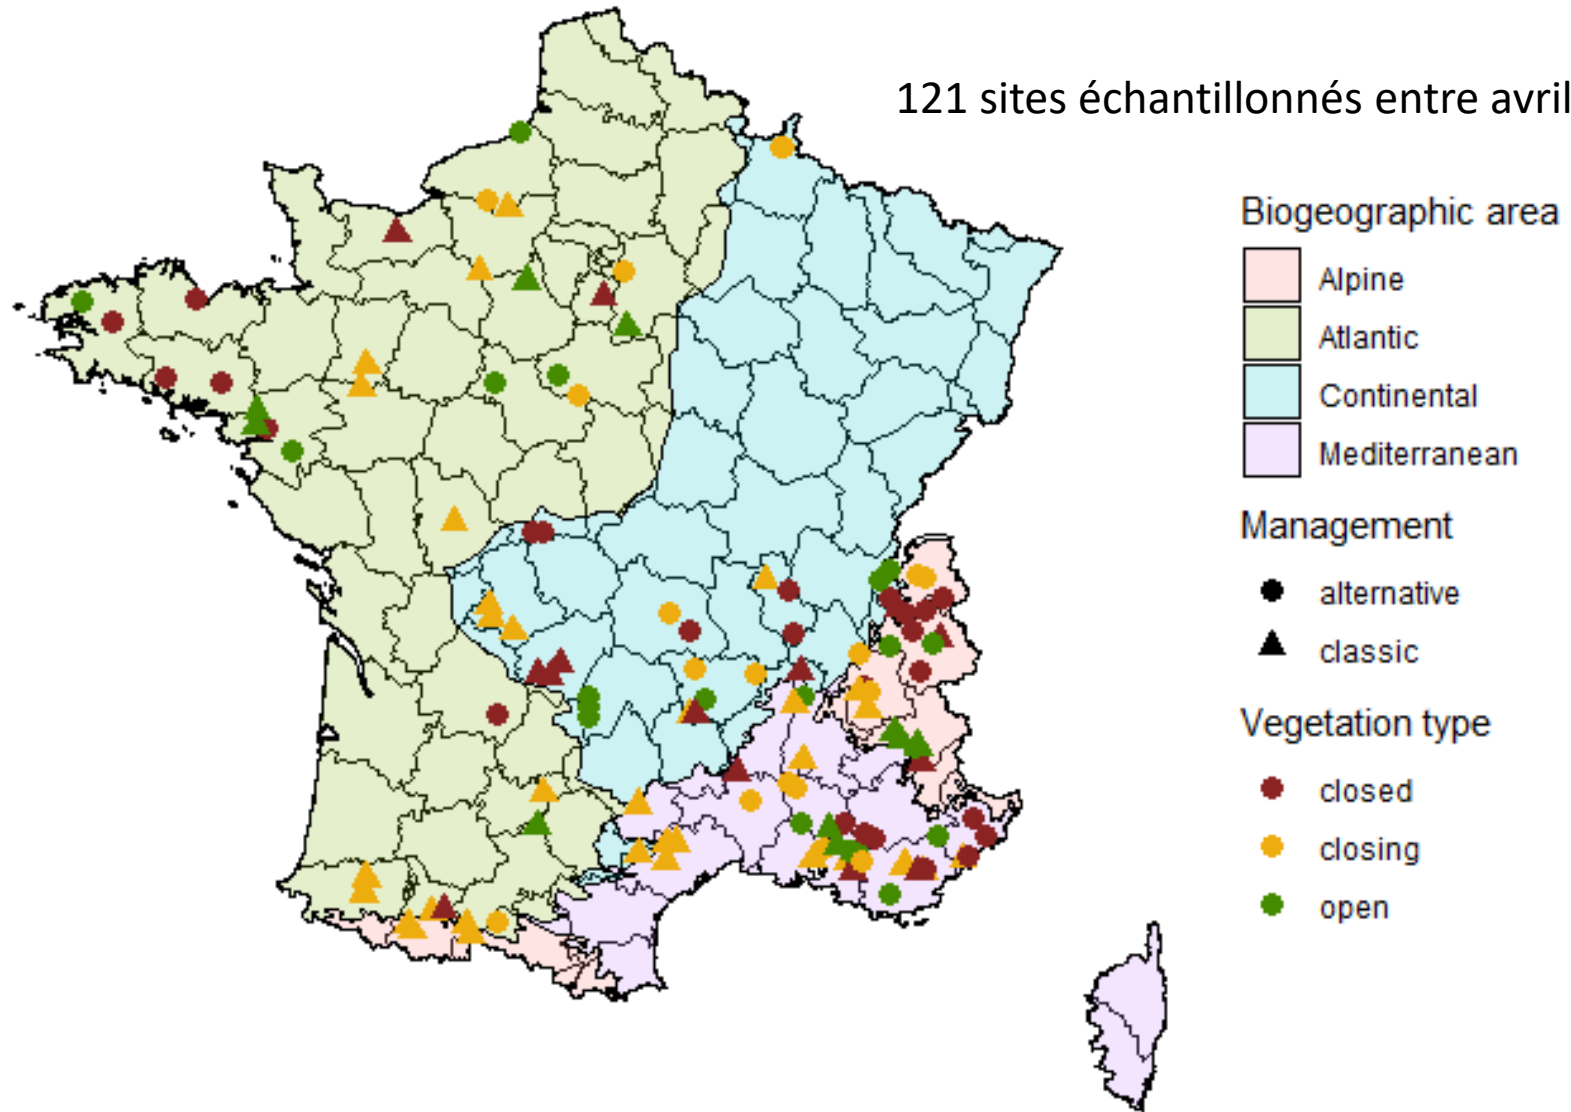 121 sites échantillonnés entre avril
Biogeographic area
Alpine
Atlantic
Continental
Mediterranean
Management
alternative
classic
Vegetation type
closed
closing
open